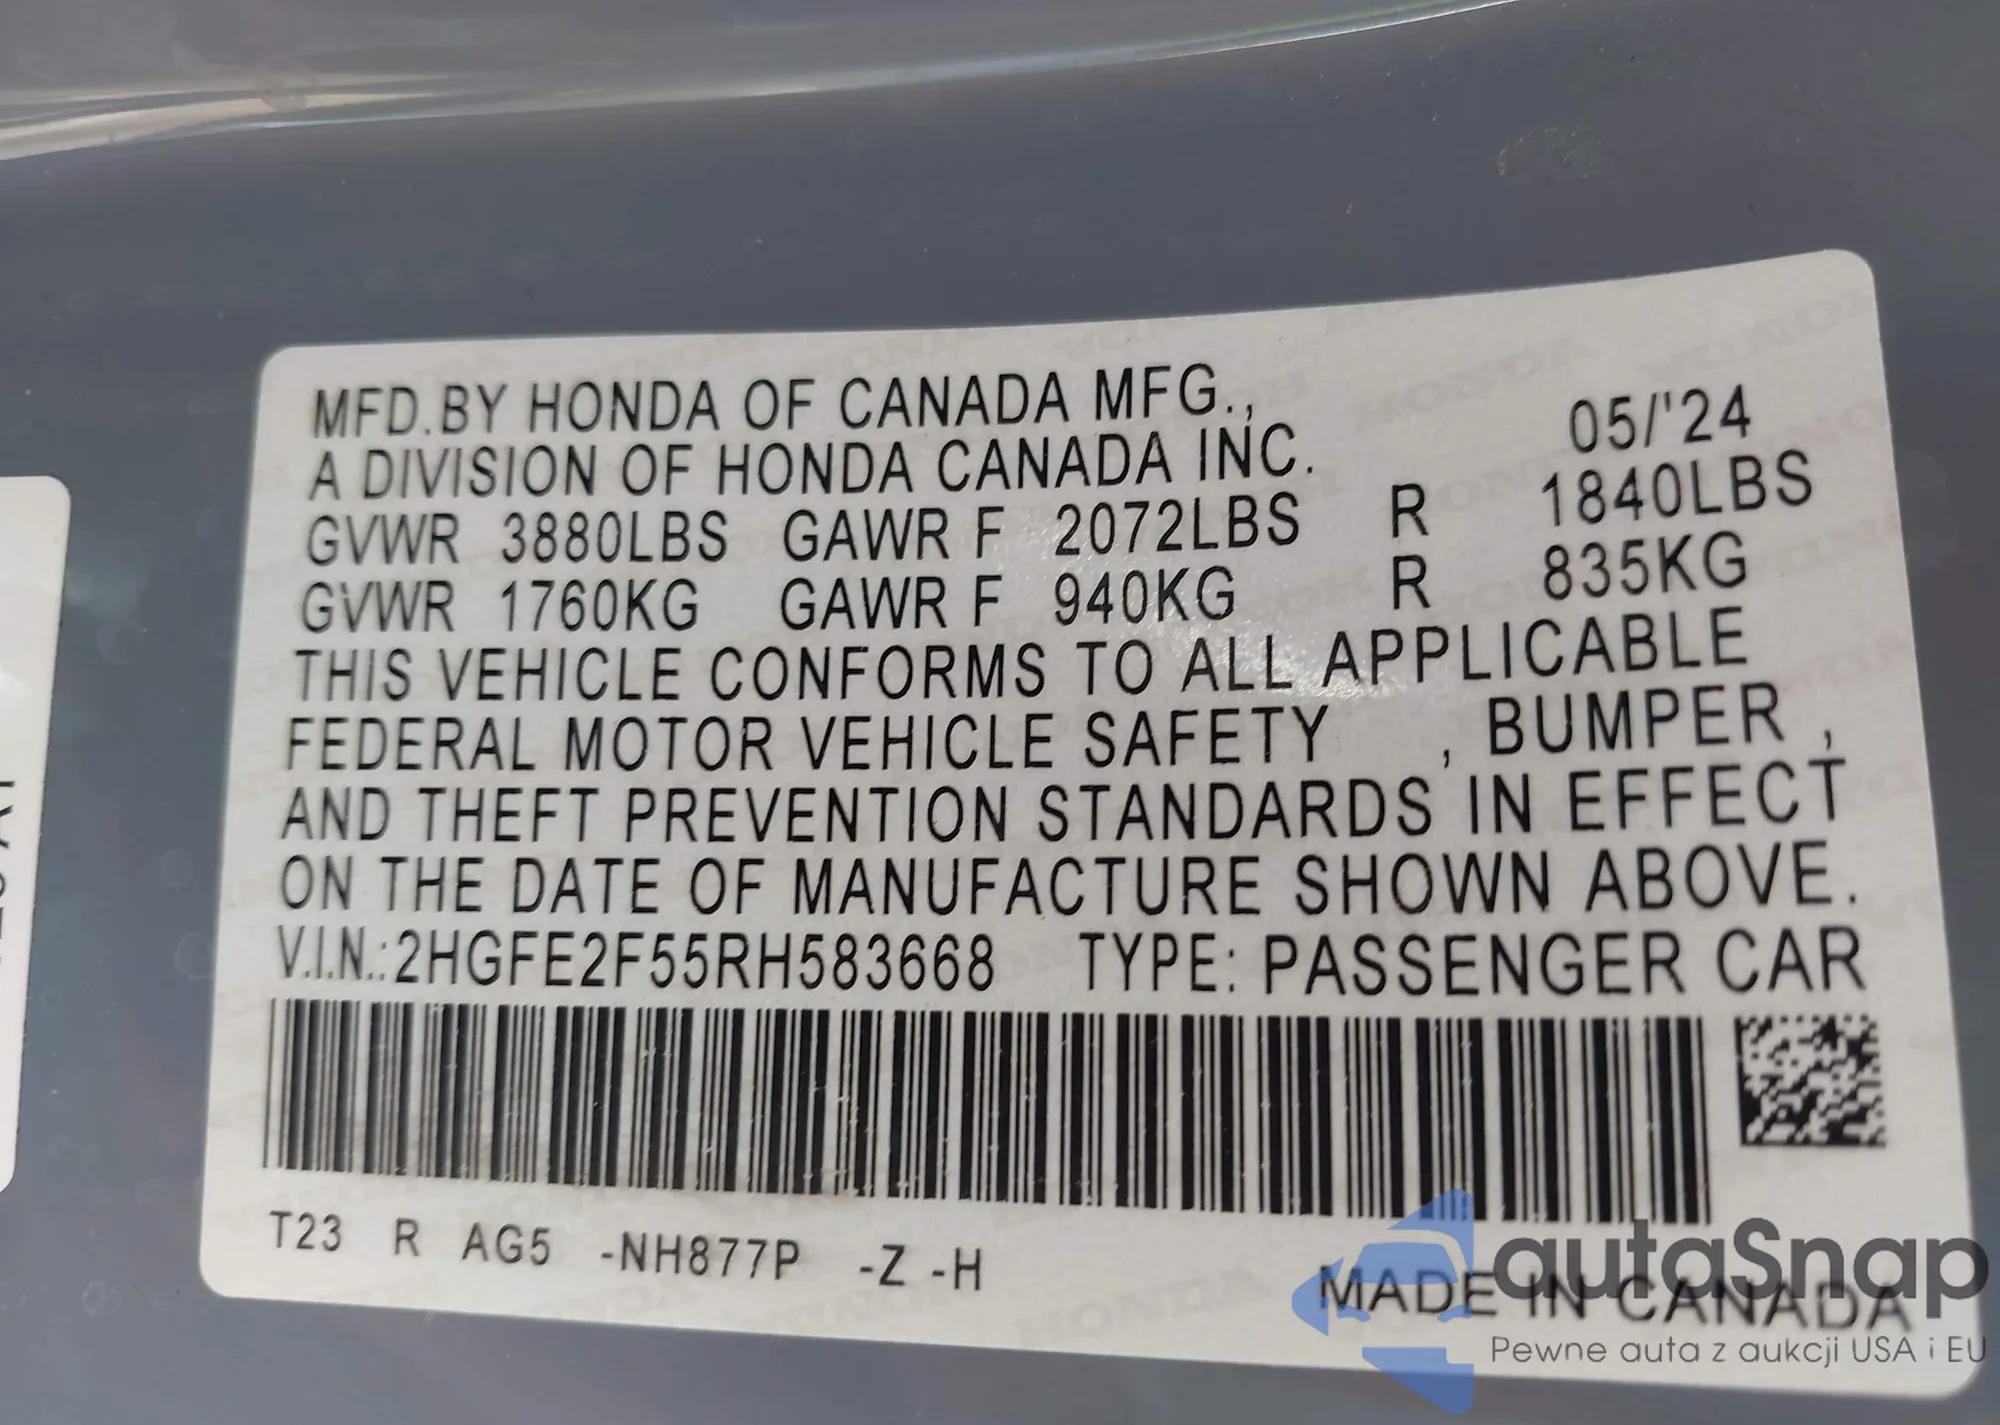 MFD.BY HONDA OF CANADA MFG.,
A DIVISION OF HONDA CANADA INC. 05/'24
GVWR 3880LBS GAWR F 2072LBS R 1840LBS
GVWR 1760KG GAWR F 940KG R 835KG
THIS VEHICLE CONFORMS TO ALL APPLICABLE
FEDERAL MOTOR VEHICLE SAFETY , BUMPER ,
AND THEFT PREVENTION STANDARDS IN EFFECT
ON THE DATE OF MANUFACTURE SHOWN ABOVE.
V.I.N.:2HGFE2F55RH583668 TYPE: PASSENGER CAR
T23 R AG5 -NH877P -Z -H
MADE IN CANADA
autaSnap
Pewne auta z aukcji USA i EU